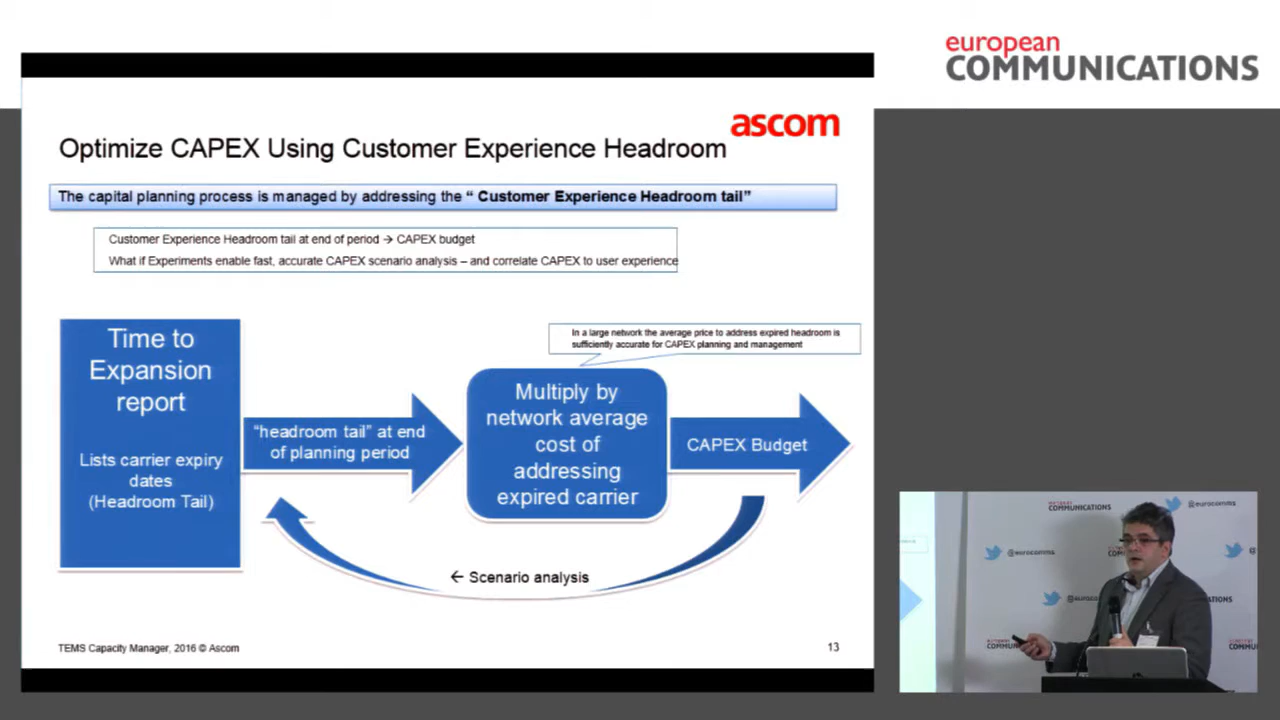 european
COMMUNICATIONS
ascom
Optimize CAPEX Using Customer Experience Headroom
The capital planning process is managed by addressing the “ Customer Experience Headroom tail”
Customer Experience Headroom tail at end of period → CAPEX budget
What if Experiments enable fast, accurate CAPEX scenario analysis – and correlate CAPEX to user experience
In a large network the average price to address expired headroom is
sufficiently accurate for CAPEX planning and management
Time to
Expansion
report
Lists carrier expiry
dates
(Headroom Tail)
“headroom tail” at end
of planning period
Multiply by
network average
cost of
addressing
expired carrier
CAPEX Budget
← Scenario analysis
TEMS Capacity Manager, 2016 © Ascom
13
COMMUNICATIONS
@eurocomms
@eurocomms